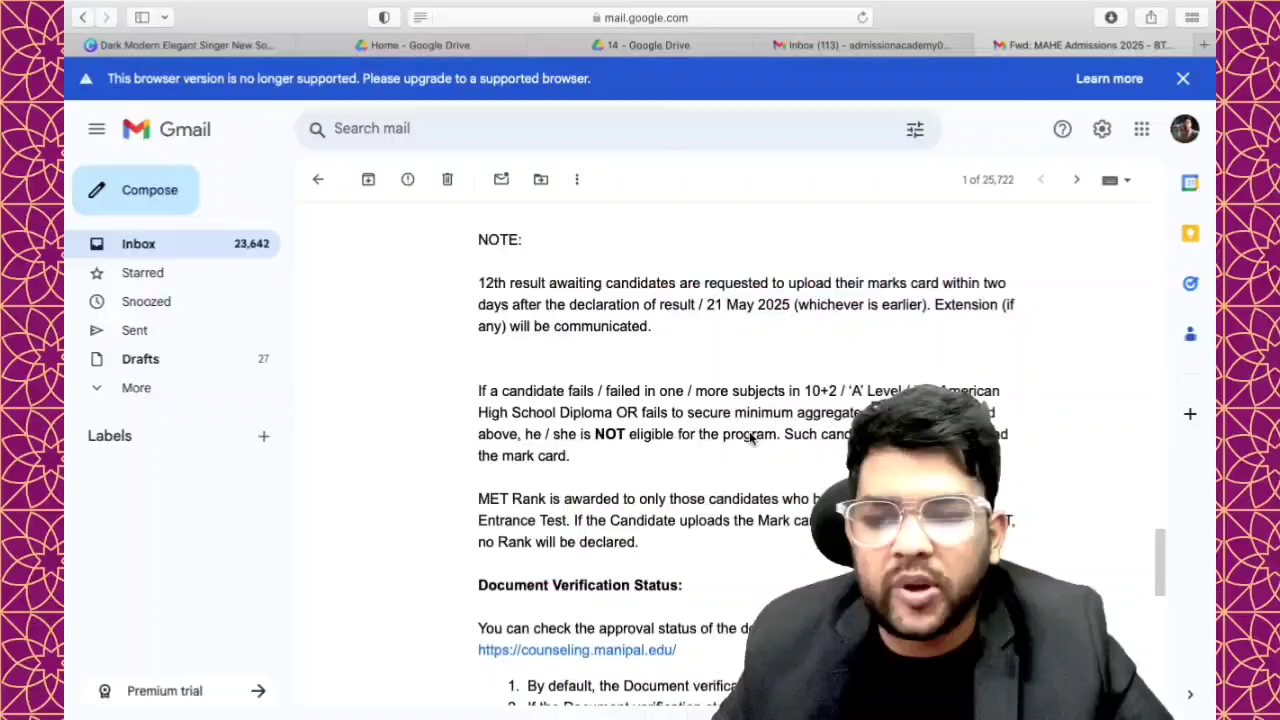 mail.google.com
Dark Modern Elegant Singer New So...
Home - Google Drive
14 - Google Drive
Inbox (113) - admissionacademy0...
Fwd: MAHE Admissions 2025 - BT...
This browser version is no longer supported. Please upgrade to a supported browser.
Learn more
Gmail
Search mail
Compose
1 of 25,722
Inbox 23,642
Starred
Snoozed
Sent
Drafts 27
More
Labels
Premium trial
NOTE:
12th result awaiting candidates are requested to upload their marks card within two
days after the declaration of result / 21 May 2025 (whichever is earlier). Extension (if
any) will be communicated.
If a candidate fails / failed in one / more subjects in 10+2 / ‘A’ Level / American
High School Diploma OR fails to secure minimum aggregate
above, he / she is NOT eligible for the program. Such
the mark card.
MET Rank is awarded to only those candidates who
Entrance Test. If the Candidate uploads the Mark
no Rank will be declared.
Document Verification Status:
You can check the approval status of the
https://counseling.manipal.edu/
1. By default, the Document
2. If the Document verification